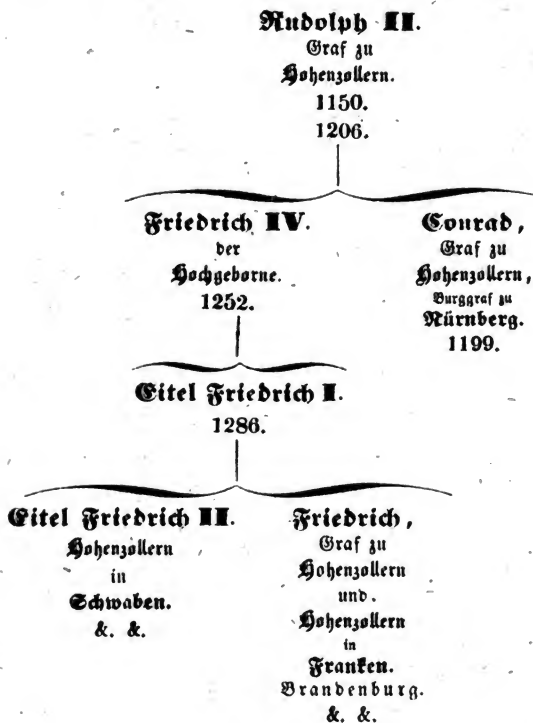 Rudolph II.
Graf zu
Hohenzollern.
1150.
1206.
Friedrich IV.
der
Hochgeborne.
1252.
Conrad,
Graf zu
Hohenzollern,
Burggraf zu
Nürnberg.
1199.
Eitel Friedrich I.
1286.
Eitel Friedrich II.
Hohenzollern
in
Schwaben.
&. &.
Friedrich,
Graf zu
Hohenzollern
und.
Hohenzollern
in
Franken.
Brandenburg.
&. &.